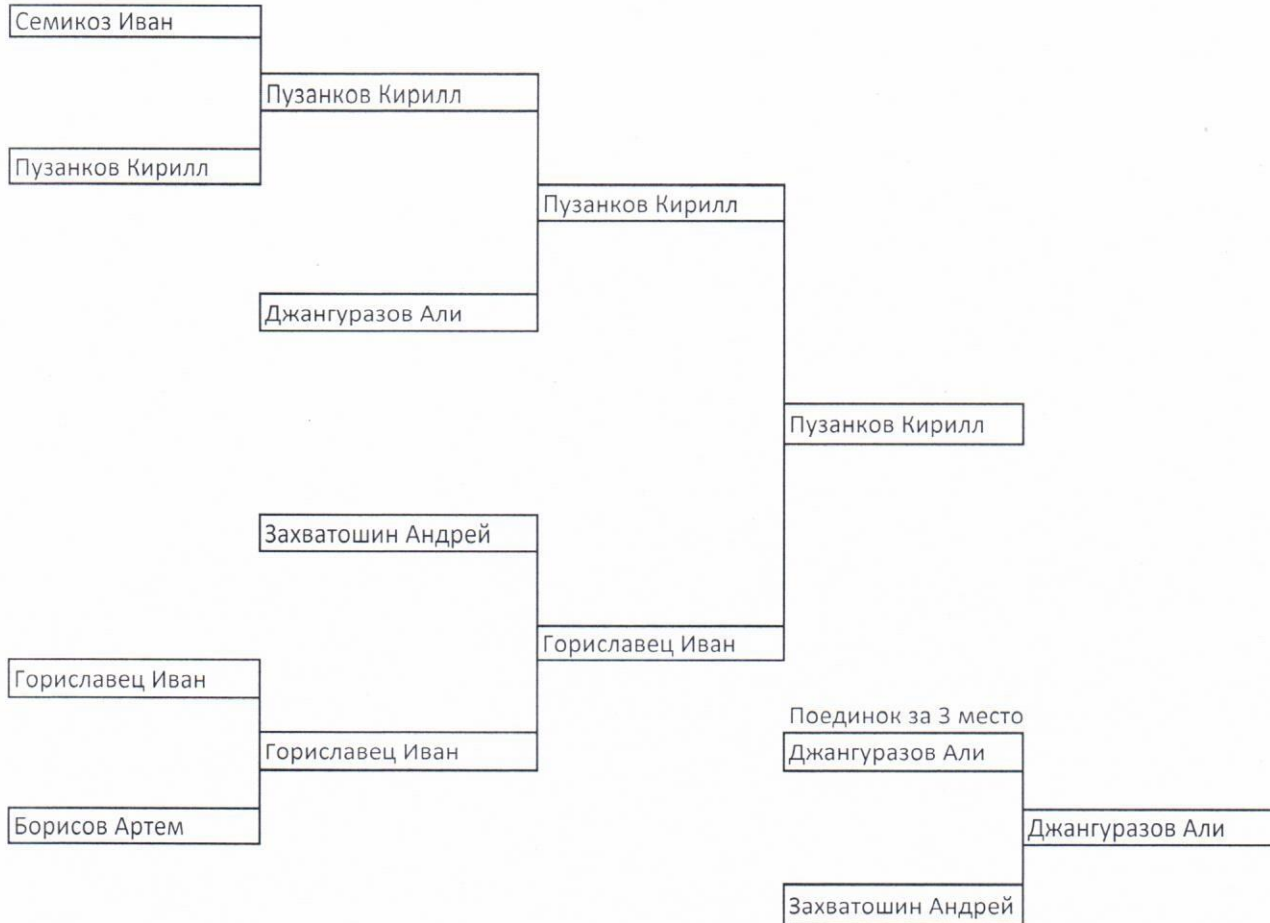 Семикоз Иван
Пузанков Кирилл
Пузанков Кирилл
Пузанков Кирилл
Джангуразов Али
Пузанков Кирилл
Захватошин Андрей
Гориславец Иван
Гориславец Иван
Поединок за 3 место
Гориславец Иван
Джангуразов Али
Борисов Артем
Джангуразов Али
Захватошин Андрей